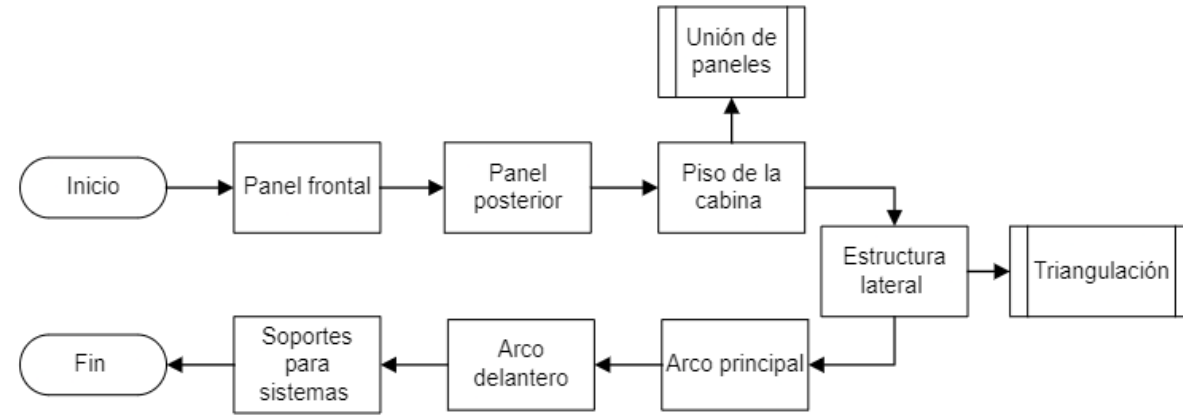 Unión de
paneles
Inicio
Panel frontal
Panel
posterior
Piso de la
cabina
Estructura
lateral
Triangulación
Fin
Soportes
para
sistemas
Arco
delantero
Arco principal